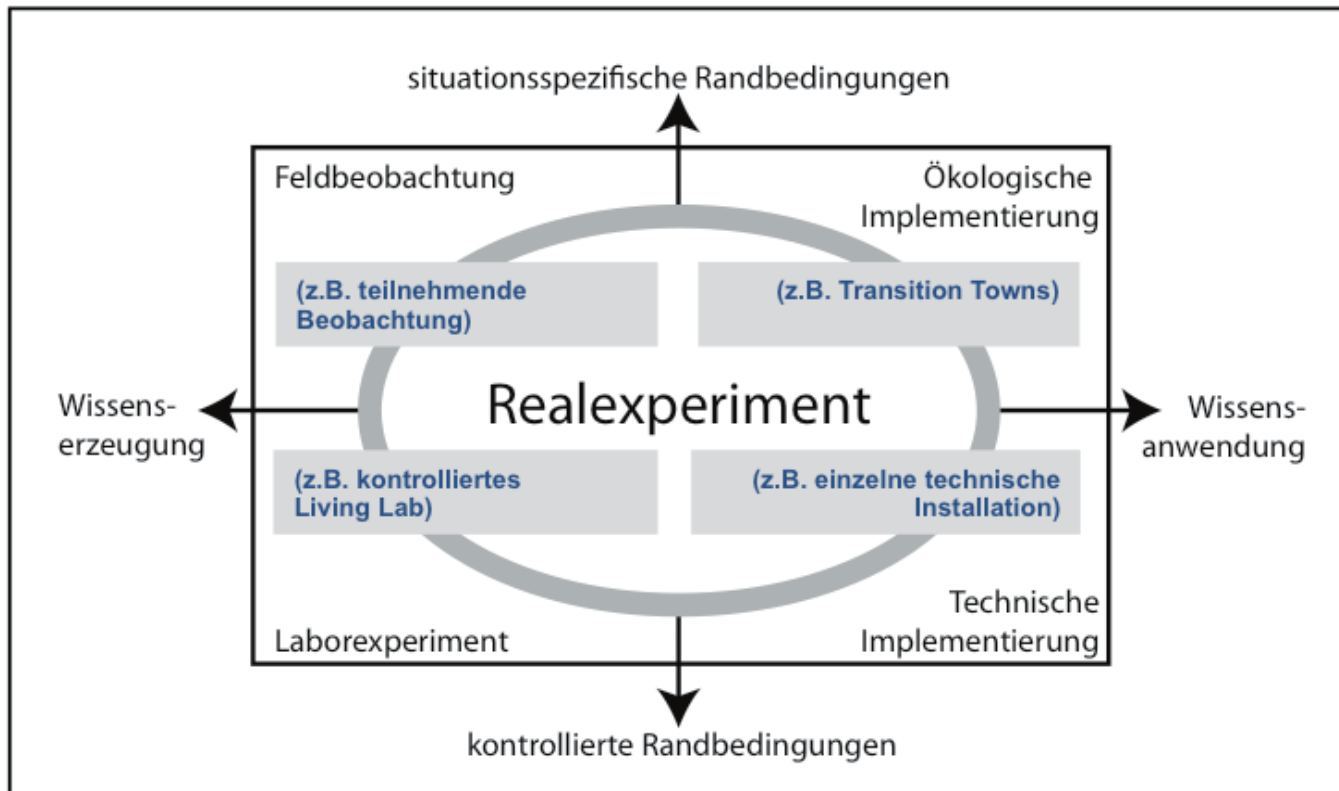 situationsspezifische Randbedingungen
Feldbeobachtung
Ökologische
Implementierung
(z.B. teilnehmende
Beobachtung)
(z.B. Transition Towns)
Wissens-
erzeugung
Realexperiment
Wissens-
anwendung
(z.B. kontrolliertes
Living Lab)
(z.B. einzelne technische
Installation)
Laborexperiment
Technische
Implementierung
kontrollierte Randbedingungen